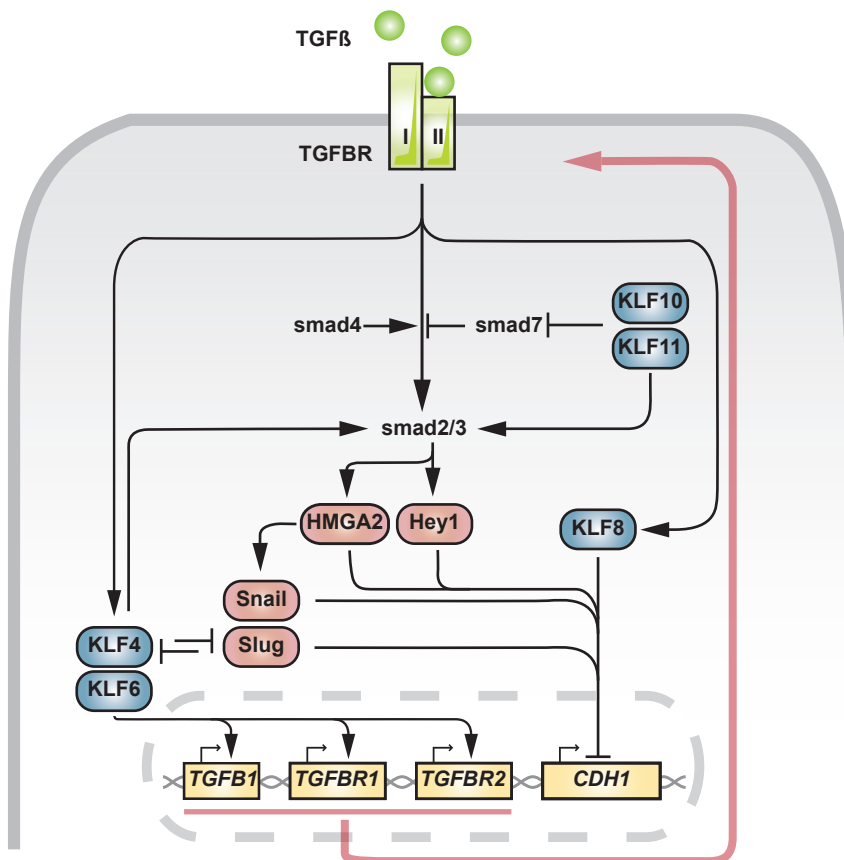 TGFß
I II
TGFBR
KLF10
smad4 smad7
KLF11
smad2/3
HMGA2 Hey1 KLF8
Snail
KLF4 Slug
KLF6
TGFB1 TGFBR1 TGFBR2 CDH1